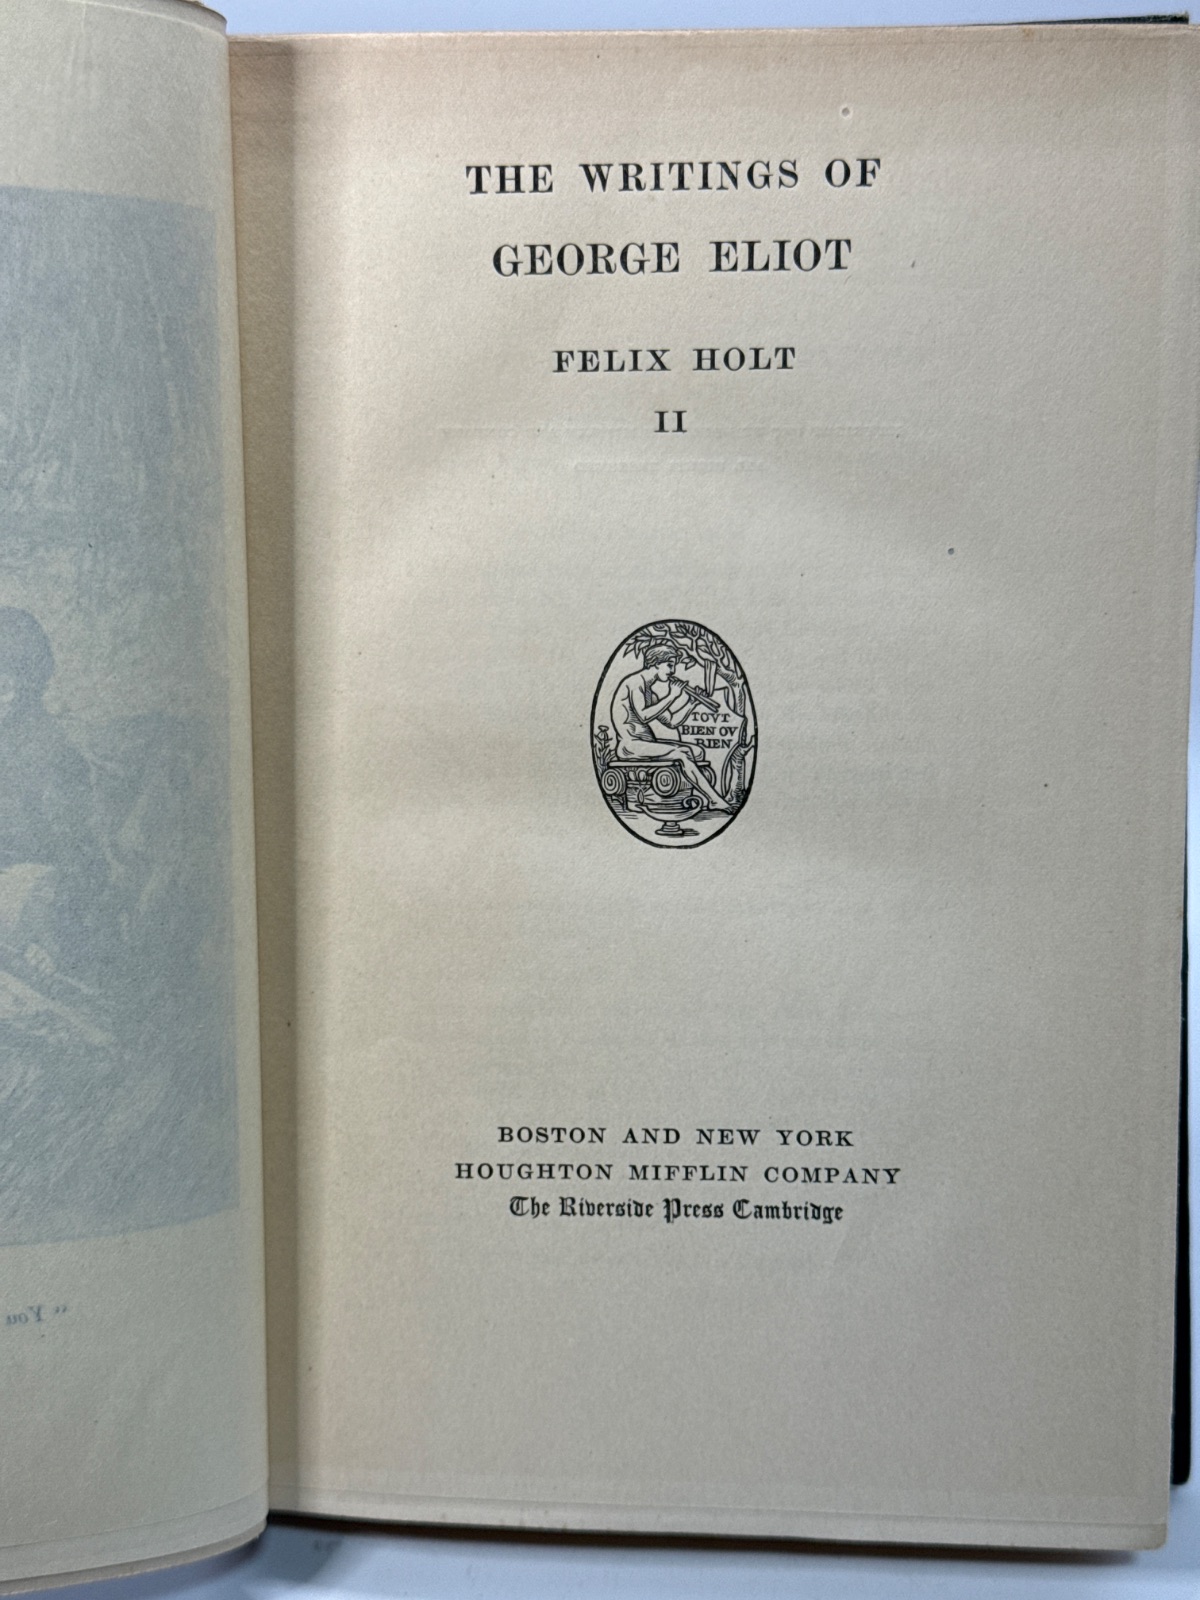 THE WRITINGS OF
GEORGE ELIOT
FELIX HOLT
II
TOVT
BIEN OV
RIEN
BOSTON AND NEW YORK
HOUGHTON MIFFLIN COMPANY
The Riverside Press Cambridge
“ You